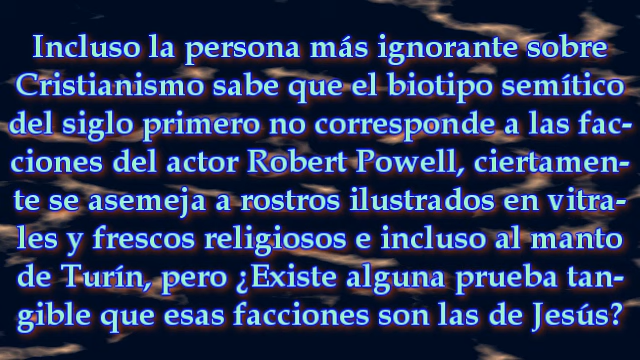 Incluso la persona más ignorante sobre
Cristianismo sabe que el biotipo semítico
del siglo primero no corresponde a las fac-
ciones del actor Robert Powell, ciertamen-
te se asemeja a rostros ilustrados en vitra-
les y frescos religiosos e incluso al manto
de Turín, pero ¿Existe alguna prueba tan-
gible que esas facciones son las de Jesús?